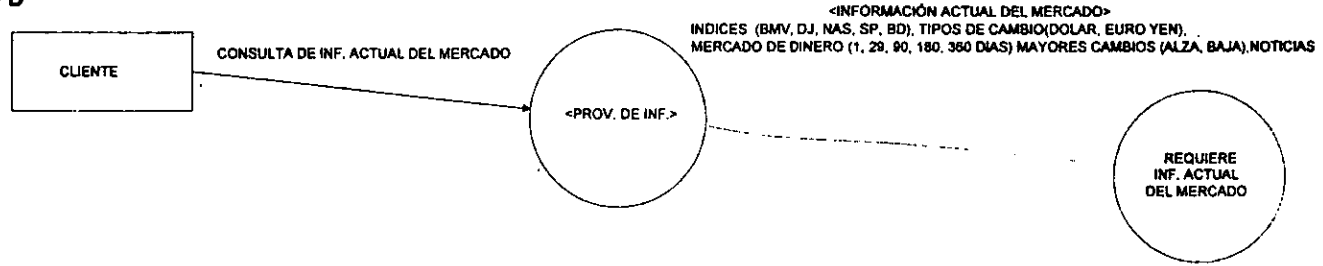 <INFORMACIÓN ACTUAL DEL MERCADO>
INDICES (BMV, DJ, NAS, SP, BD), TIPOS DE CAMBIO(DOLAR, EURO YEN),
MERCADO DE DINERO (1, 29, 90, 180, 360 DÍAS) MAYORES CAMBIOS (ALZA, BAJA),NOTICIAS
CONSULTA DE INF. ACTUAL DEL MERCADO
CLIENTE
<PROV. DE INF.>
REQUIERE
INF. ACTUAL
DEL MERCADO